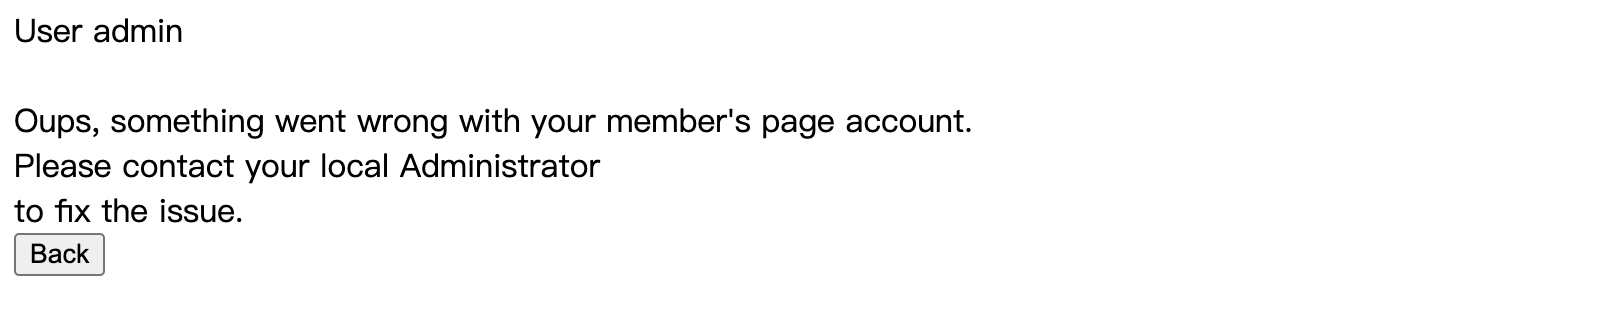 User admin
Oups, something went wrong with your member's page account.
Please contact your local Administrator
to fix the issue.
Back